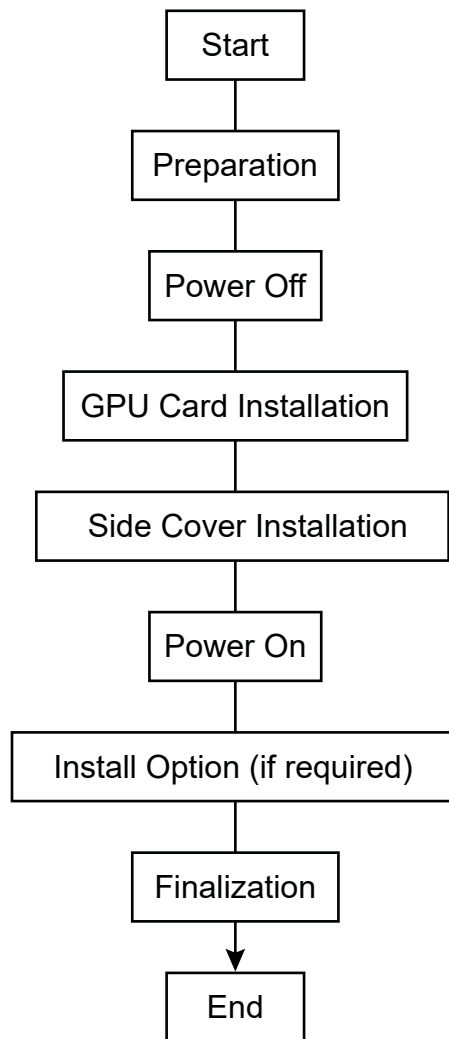 Start
Preparation
Power Off
GPU Card Installation
Side Cover Installation
Power On
Install Option (if required)
Finalization
End